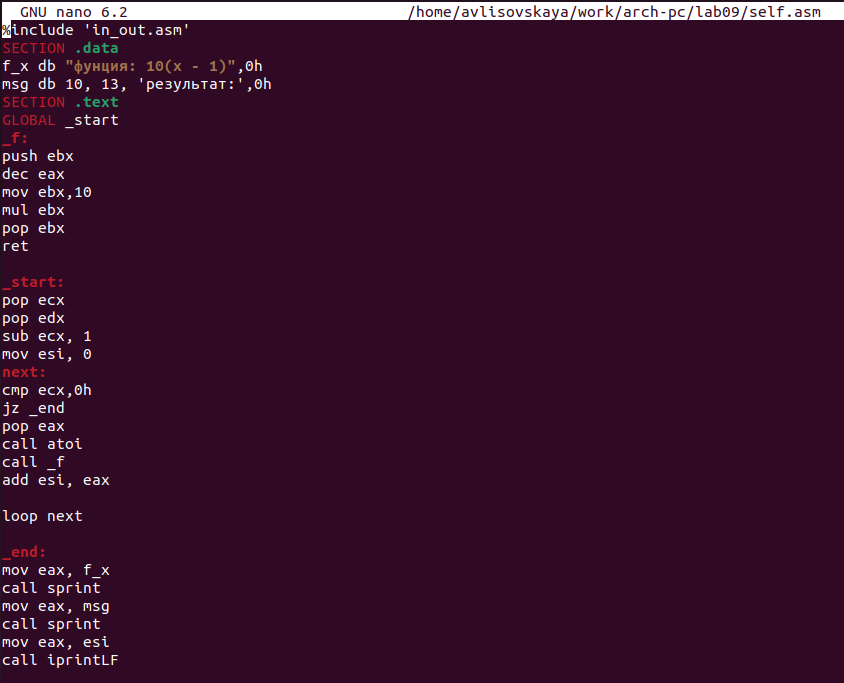 GNU nano 6.2 /home/avlisovskaya/work/arch-pc/lab09/self.asm
%include 'in_out.asm'
SECTION .data
f_x db "фунция: 10(x - 1)",0h
msg db 10, 13, 'результат:',0h
SECTION .text
GLOBAL _start
_f:
push ebx
dec eax
mov ebx,10
mul ebx
pop ebx
ret
_start:
pop ecx
pop edx
sub ecx, 1
mov esi, 0
next:
cmp ecx,0h
jz _end
pop eax
call atoi
call _f
add esi, eax
loop next
_end:
mov eax, f_x
call sprint
mov eax, msg
call sprint
mov eax, esi
call iprintLF